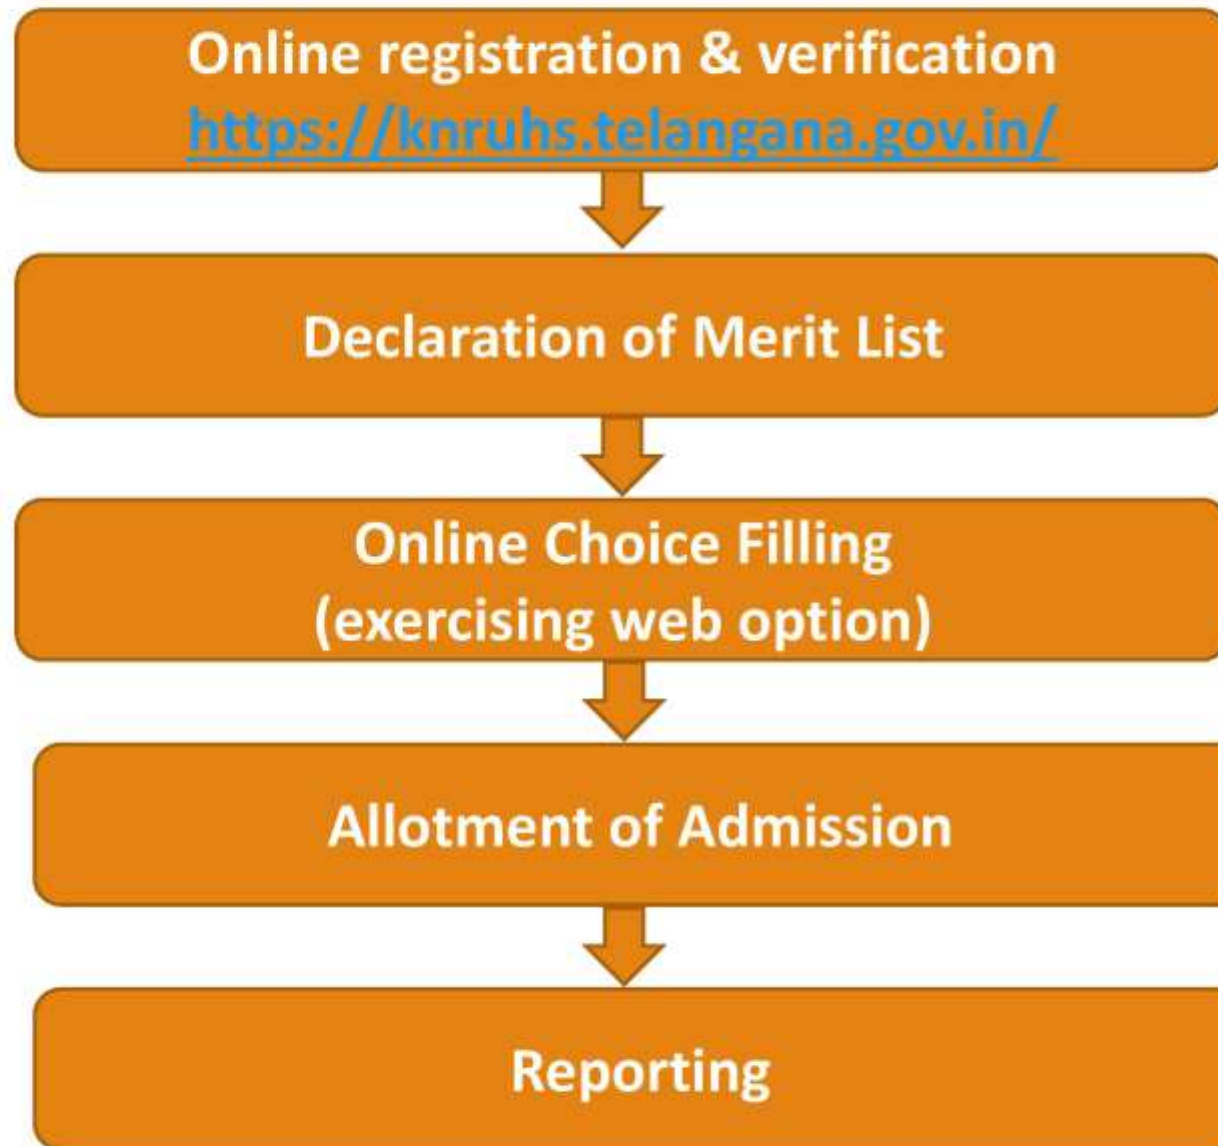 Online registration & verification
https://knruhs.telangana.gov.in/
Declaration of Merit List
Online Choice Filling
(exercising web option)
Allotment of Admission
Reporting